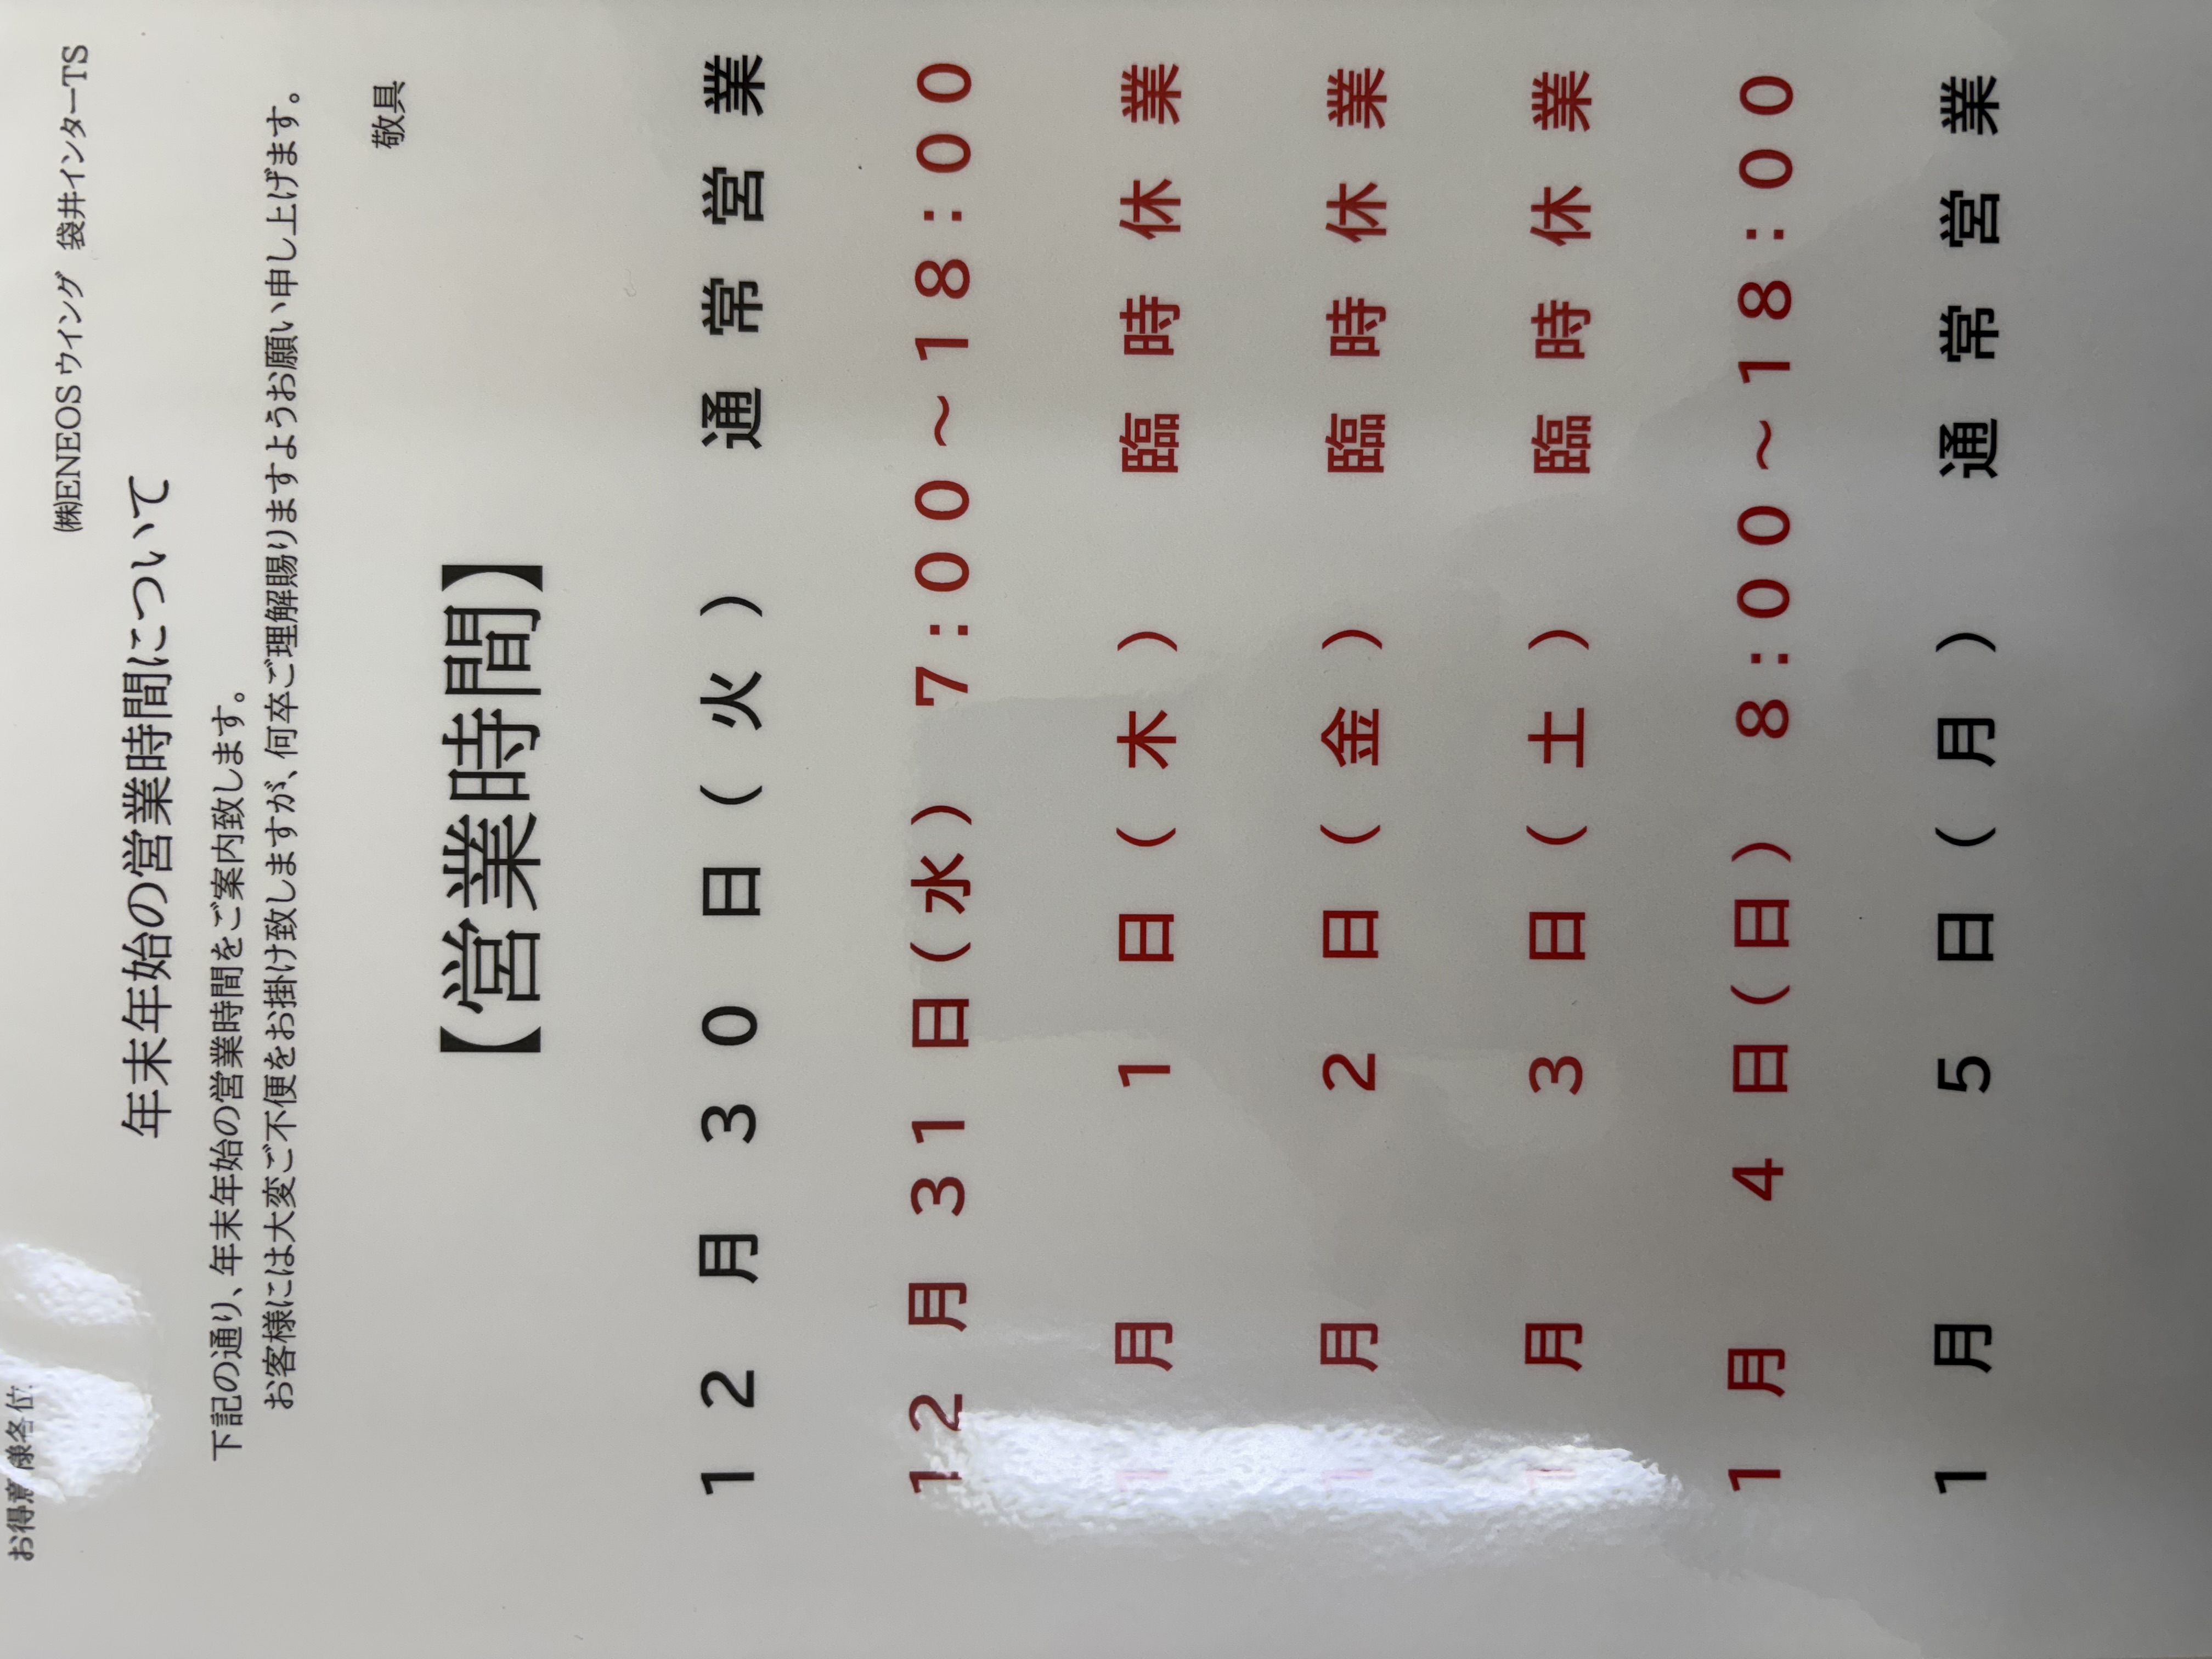 お得意様各位
㈱ENEOSウイング 袋井インターTS
年末年始の営業時間について
下記の通り、年末年始の営業時間をご案内致します。
お客様には大変ご不便をお掛け致しますが、何卒ご理解賜りますようお願い申し上げます。
敬具
【営業時間】
12月30日(火) 通常営業
12月31日(水) 7:00~18:00
1月 1日(木) 臨時休業
1月 2日(金) 臨時休業
1月 3日(土) 臨時休業
1月 4日(日) 8:00~18:00
1月 5日(月) 通常営業